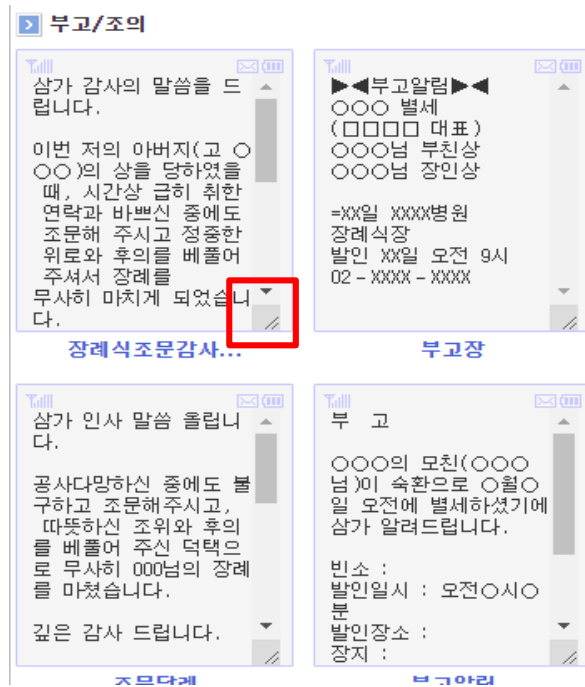 부고/조의
삼가 감사의 말씀을 드
립니다.
이번 저의 아버지(고 ○
○○)의 상을 당하였을
때, 시간상 급히 취한
연락과 바쁘신 중에도
조문해 주시고 정중한
위로와 후의를 베풀어
주셔서 장례를
무사히 마치게 되었습니
다.
장례식조문감사...
▶◀부고알림▶◀
○○○ 별세
(□□□□ 대표)
○○○님 부친상
○○○님 장인상
=XX일 XXXX병원
장례식장
발인 XX일 오전 9시
02-XXXX-XXXX
부고장
삼가 인사 말씀 올립니
다.
공사다망하신 중에도 불
구하고 조문해주시고,
따뜻하신 조위와 후의
를 베풀어 주신 덕택으
로 무사히 000님의 장례
를 마쳤습니다.
깊은 감사 드립니다.
조문답례
부 고
○○○의 모친(○○○
님)이 숙환으로 ○월○
일 오전에 별세하셨기에
삼가 알려드립니다.
빈소 :
발인일시 : 오전○시○
분
발인장소 :
장지 :
부고알림